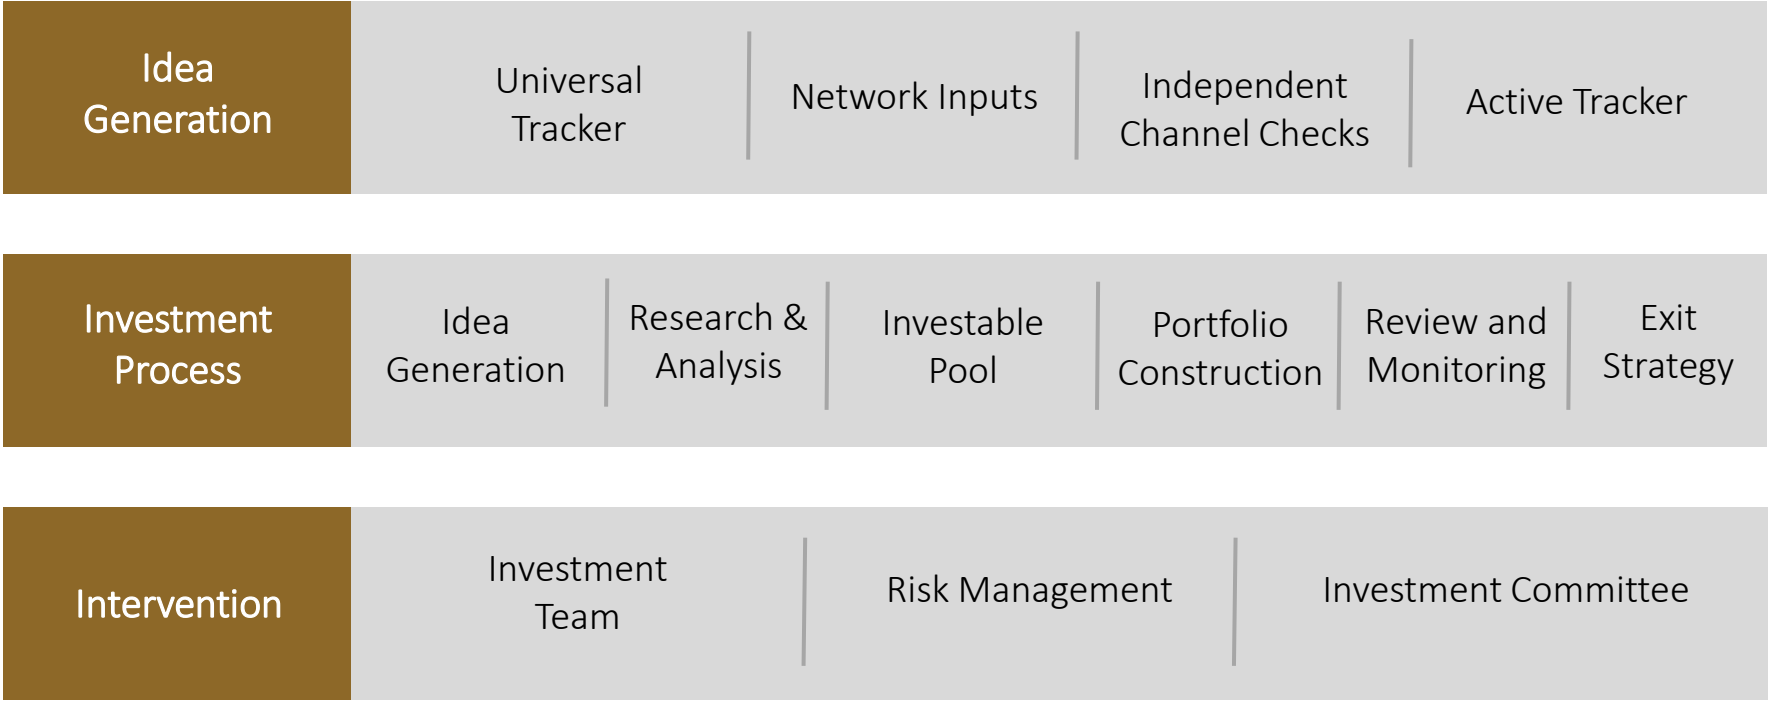 Idea
Generation
Universal
Tracker
Network Inputs
Independent
Channel Checks
Active Tracker
Investment
Process
Idea
Generation
Research &
Analysis
Investable
Pool
Portfolio
Construction
Review and
Monitoring
Exit
Strategy
Intervention
Investment
Team
Risk Management
Investment Committee